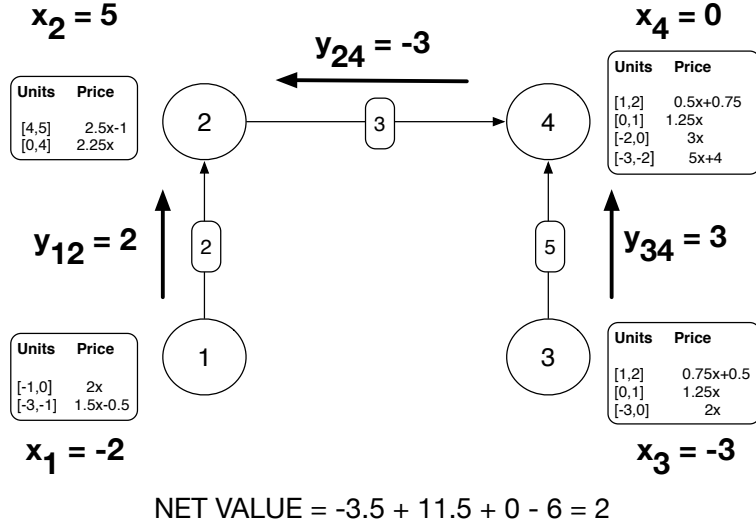 x2 = 5
x4 = 0
y24 = -3
Units Price
[4,5] 2.5x-1
[0,4] 2.25x
2
3
4
Units Price
[1,2] 0.5x+0.75
[0,1] 1.25x
[-2,0] 3x
[-3,-2] 5x+4
y12 = 2
2
5
y34 = 3
Units Price
[-1,0] 2x
[-3,-1] 1.5x-0.5
1
3
Units Price
[1,2] 0.75x+0.5
[0,1] 1.25x
[-3,0] 2x
x1 = -2
x3 = -3
NET VALUE = -3.5 + 11.5 + 0 - 6 = 2